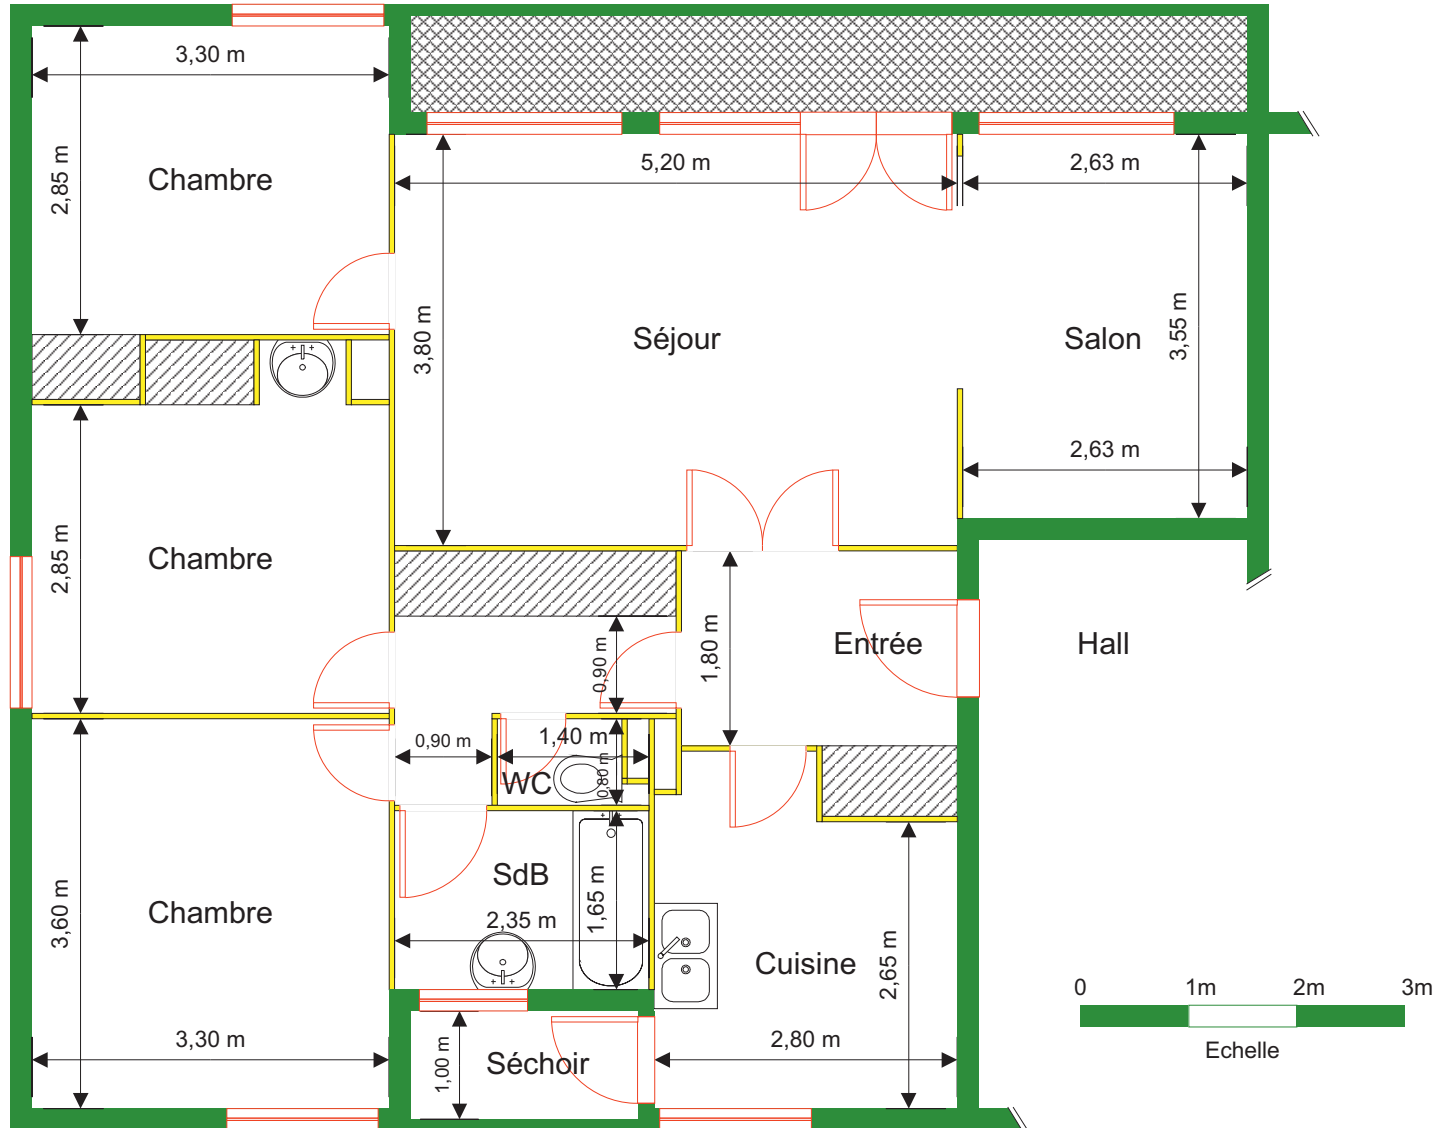 3,30 m
5,20 m
2,63 m
2,85 m
Chambre
3,80 m
Séjour
Salon
3,55 m
2,63 m
2,85 m
Chambre
0,90 m
1,80 m
Entrée
Hall
0,90 m
1,40 m
WC
0,80 m
3,60 m
Chambre
SdB
1,65 m
2,35 m
Cuisine
2,65 m
0 1m 2m 3m
Echelle
3,30 m
1,00 m
Séchoir
2,80 m